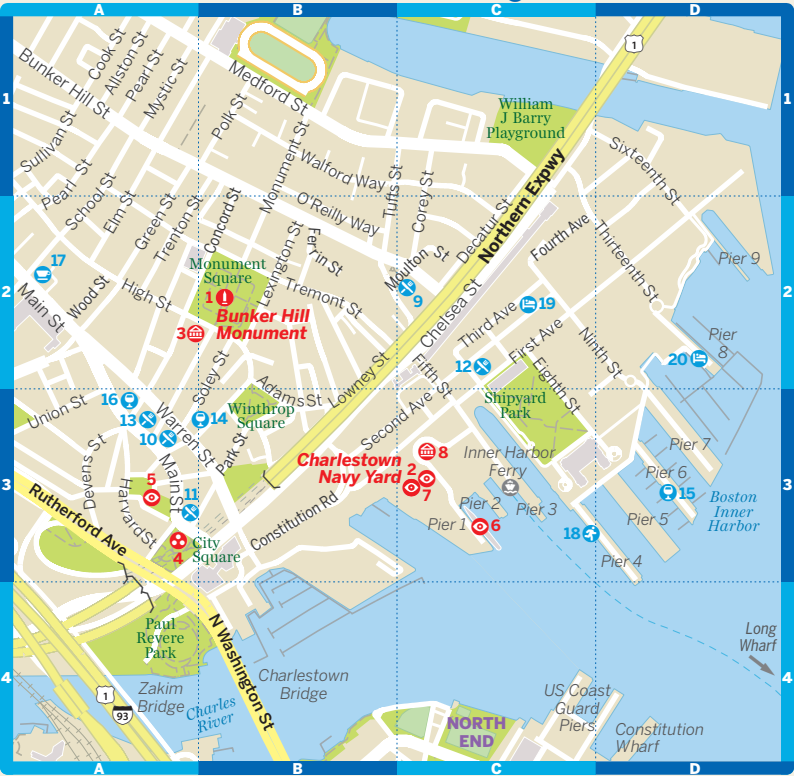 A
B
C
D
1
1
2
2
3
3
4
4
Cook St
Allston St
Pearl St
Mystic St
Bunker Hill St
Sullivan St
Pearl St
School St
Elm St
Green St
Trenton St
Polk St
Medford St
Concord St
Monument St
Walford Way
O'Reilly Way
Tufts St
Corey St
Decatur St
Northern Expwy
1
William
J Barry
Playground
Sixteenth St
Thirteenth St
Fourth Ave
Pier 9
17
Main St
Wood St
High St
Monument
Square
1
Bunker Hill
Monument
3
Lexington St
Ferrin St
Tremont St
Moulton St
9
Chelsea St
Third Ave
19
First Ave
12
Fifth St
Eighth St
Ninth St
Pier
8
20
Shipyard
Park
Union St
16
13
10
Warren St
Soley St
14
Winthrop
Square
Adams St
Lowney St
Second Ave
Park St
Devens St
Harvard St
Main St
5
11
4
City
Square
Rutherford Ave
Constitution Rd
Charlestown
Navy Yard
8
2
7
Inner Harbor
Ferry
Pier 1
Pier 2
Pier 3
6
Pier 7
Pier 6
15
Pier 5
18
Pier 4
Boston
Inner
Harbor
Paul
Revere
Park
N Washington St
Charlestown
Bridge
Zakim
Bridge
1
93
Charles
River
NORTH
END
US Coast
Guard
Piers
Constitution
Wharf
Long
Wharf
A
B
C
D